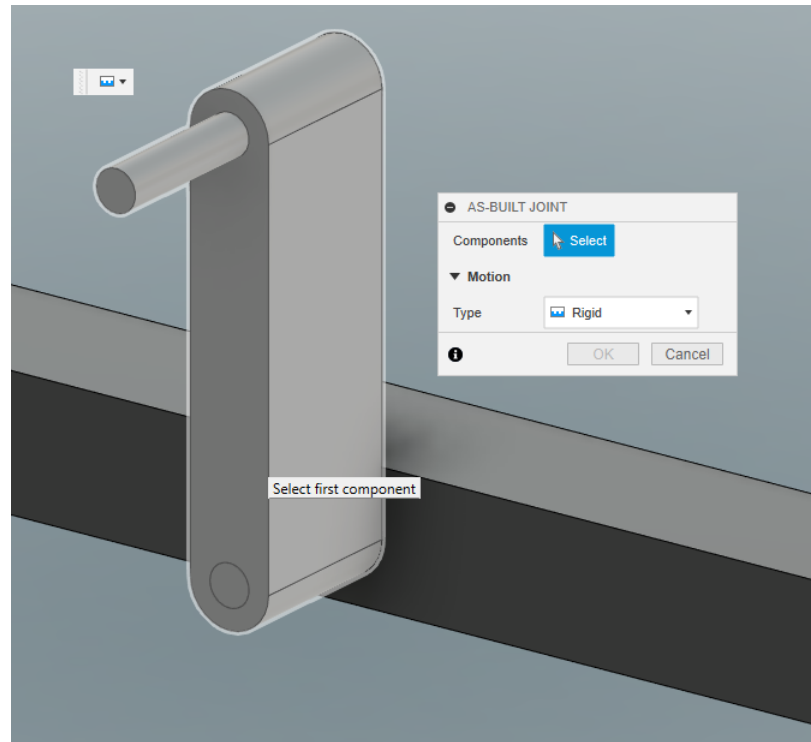 AS-BUILT JOINT
Components Select
Motion
Type Rigid
OK Cancel
Select first component